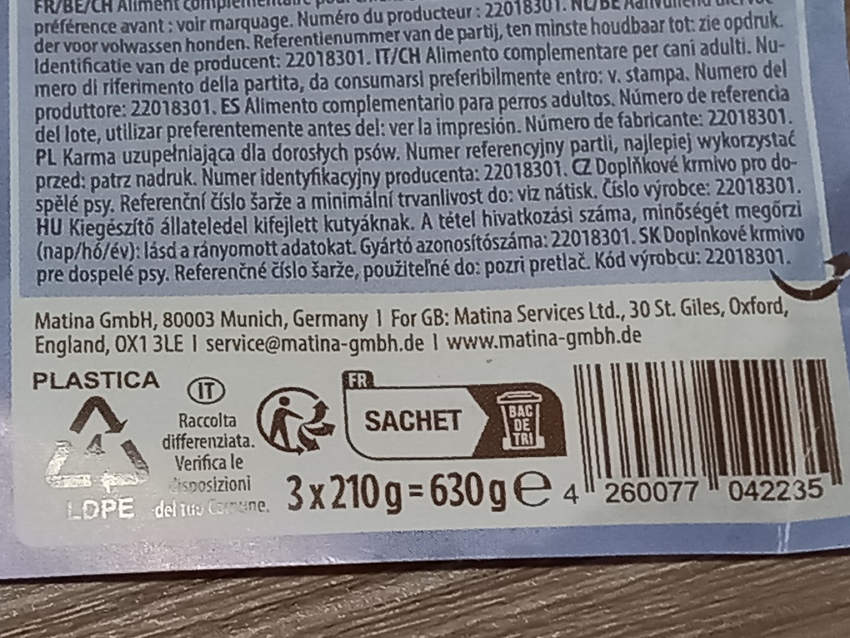 FR/BE/CH Aliment
préférence avant : voir marquage. Numéro du producteur : 22018301. NL/BE
der voor volwassen honden. Referentienummer van de partij, ten minste houdbaar tot: zie opdruk.
Identificatie van de producent: 22018301. IT/CH Alimento complementare per cani adulti. Nu-
mero di riferimento della partita, da consumarsi preferibilmente entro: v. stampa. Numero del
produttore: 22018301. ES Alimento complementario para perros adultos. Número de referencia
del lote, utilizar preferentemente antes del: ver la impresión. Número de fabricante: 22018301.
PL Karma uzupełniająca dla dorosłych psów. Numer referencyjny partii, najlepiej wykorzystać
przed: patrz nadruk. Numer identyfikacyjny producenta: 22018301. CZ Doplňkové krmivo pro do-
spělé psy. Referenční číslo šarže a minimální trvanlivost do: viz nátisk. Číslo výrobce: 22018301.
HU Kiegészítő állateledel kifejlett kutyáknak. A tétel hivatkozási száma, minőségét megőrzi
(nap/hó/év): lásd a rányomott adatokat. Gyártó azonosítószáma: 22018301. SK Doplnkové krmivo
pre dospelé psy. Referenčné číslo šarže, použiteľné do: pozri pretlač. Kód výrobcu: 22018301.
Matina GmbH, 80003 Munich, Germany | For GB: Matina Services Ltd., 30 St. Giles, Oxford,
England, OX1 3LE | service@matina-gmbh.de | www.matina-gmbh.de
PLASTICA
4
LDPE
IT
Raccolta
differenziata.
Verifica le
disposizioni
del tuo Comune.
FR
SACHET
BAC
DE
TRI
3 x 210 g = 630 g e
4 260077 042235